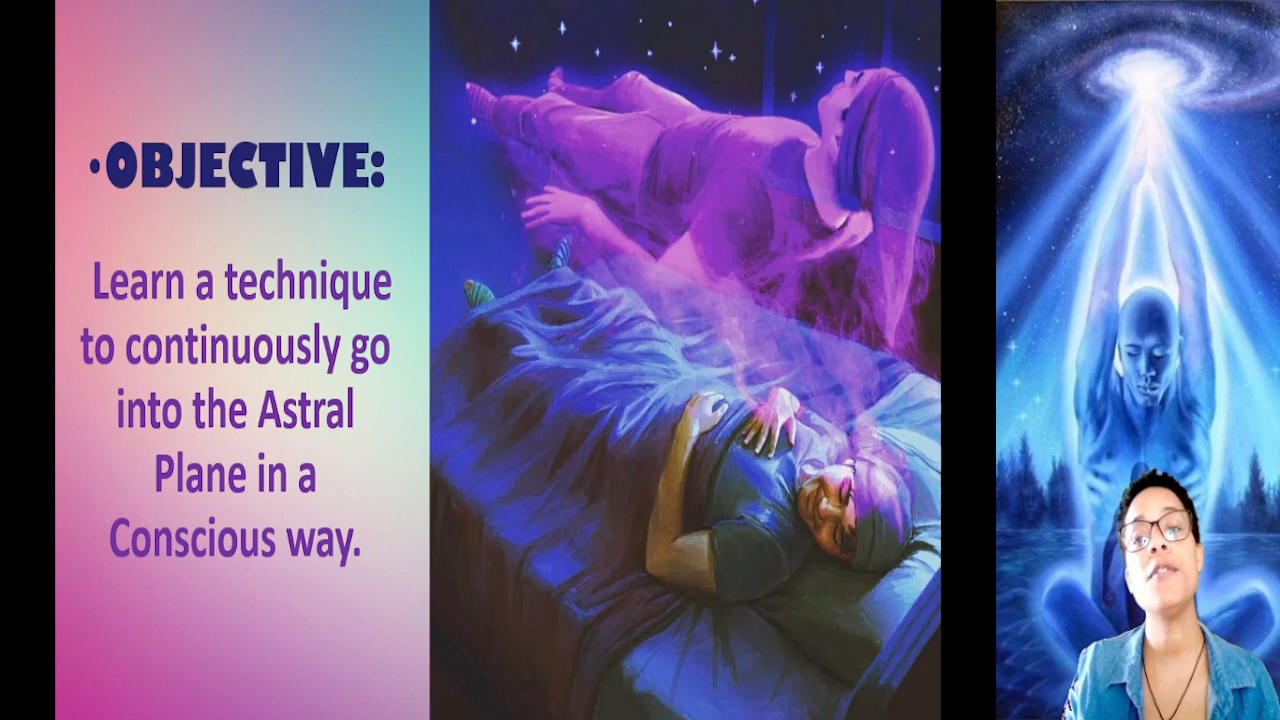 •OBJECTIVE:
Learn a technique
to continuously go
into the Astral
Plane in a
Conscious way.